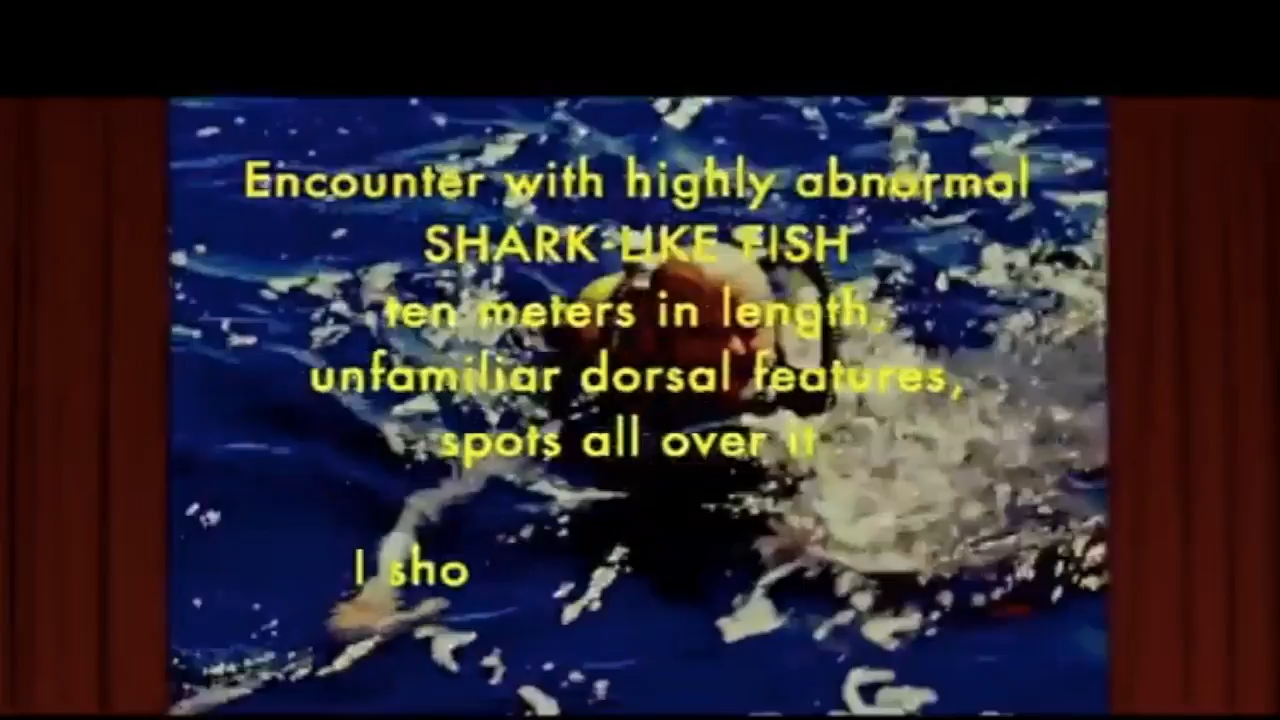 Encounter with highly abnormal
SHARK-LIKE FISH
ten meters in length,
unfamiliar dorsal features,
spots all over it
I sho